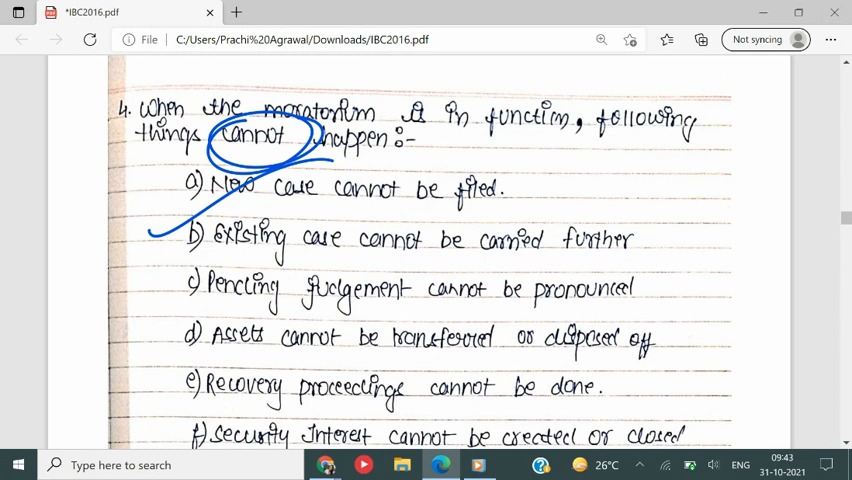 *IBC2016.pdf
File C:/Users/Prachi%20Agrawal/Downloads/IBC2016.pdf Not syncing
4. When the moratorium is in function, following
things cannot happen :-
a) New case cannot be filed.
b) Existing case cannot be carried further
c) Pending judgement cannot be pronounced
d) Assets cannot be transferred or disposed off
e) Recovery proceedings cannot be done.
f) Security Interest cannot be created or closed
Type here to search 26°C ENG 09:43
31-10-2021